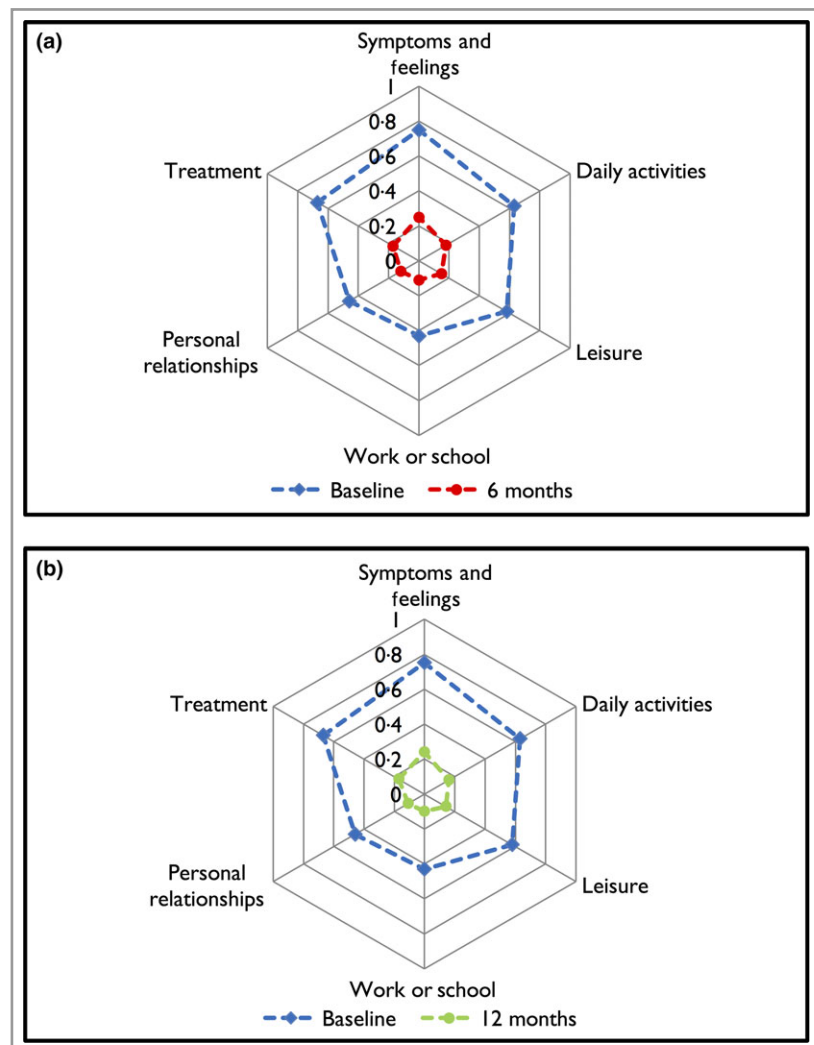 (a)
Symptoms and
feelings
1
0·8
Treatment
Daily activities
0·6
0·4
0·2
0
Personal
relationships
Leisure
Work or school
Baseline 6 months
(b)
Symptoms and
feelings
1
0·8
Treatment
Daily activities
0·6
0·4
0·2
0
Personal
relationships
Leisure
Work or school
Baseline 12 months